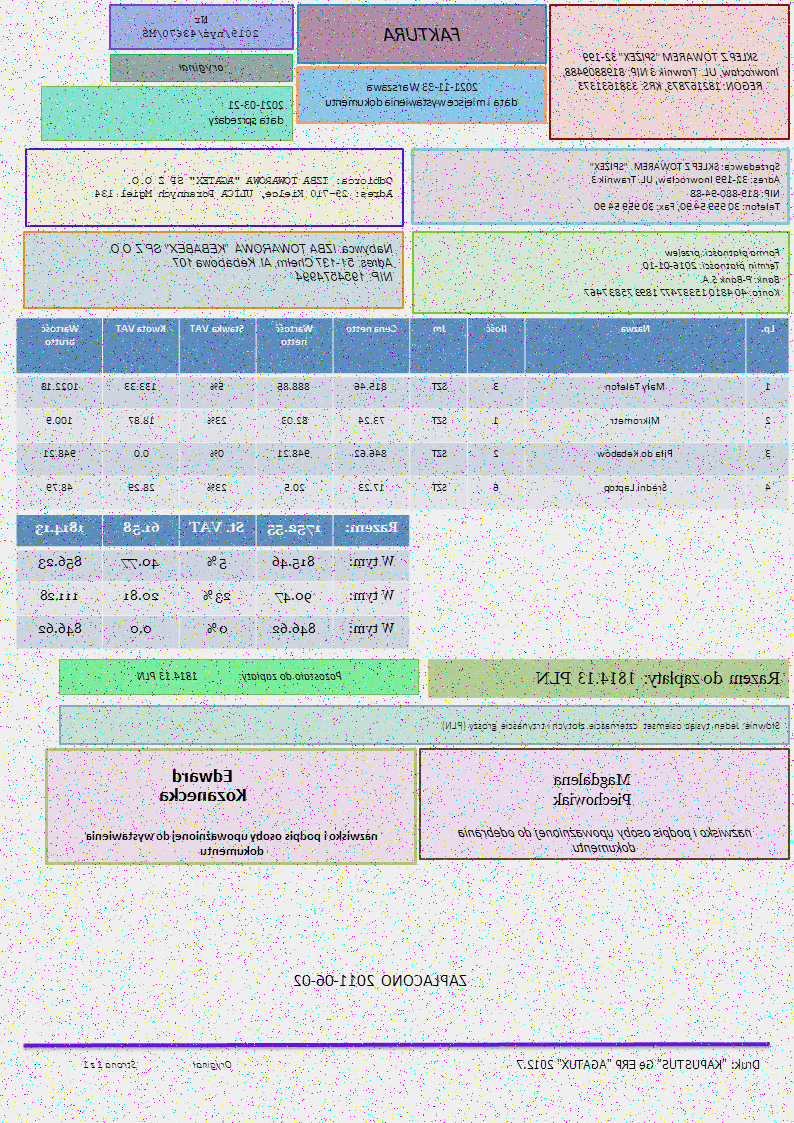 SKLEP Z TOWAREM "SPIZEX" 32-199
Inowrocław, UL. Trawnik 3 NIP: 8198809488,
REGON: 182167873, KRS: 3381631373
FAKTURA
2021-11-23 Warszawa
data i miejsce wystawienia dokumentu
Nr
2019/nyż/43670/MS
oryginał
2021-03-21
data sprzedaży
Sprzedawca: SKLEP Z TOWAREM "SPIZEX"
Adres: 32-199 Inowrocław, UL. Trawnik 3
NIP: 819-880-94-88
Telefon: 30 959 54 90, Fax: 30 959 54 90
Odbiorca: IZBA TOWAROWA "AGATEX" SP Z O.O.
Adres: 29-710 Kielce, ULICA Porannych Mgieł 134
Forma płatności: przelew
Termin płatności: 2016-01-10
Bank: P-Bank S.A.
Konto: 40 4810 1593 7477 1899 7583 7467
Nabywca: IZBA TOWAROWA "KEBABEX" SP Z O.O.
Adres: 51-137 Chełm, Al. Kebabowa 107
NIP: 1954574994
Lp. Nazwa Ilość Jm Cena netto Wartość netto Stawka VAT Kwota VAT Wartość brutto
1 Mały Telefon 3 SZT 815.46 888.85 5% 133.33 1022.18
2 Mikrometr 1 SZT 73.24 82.03 23% 18.87 100.9
3 Pita do Kebabów 2 SZT 846.62 948.21 0% 0.0 948.21
4 Średni Laptop 6 SZT 17.23 20.5 23% 28.29 48.79
Razem: 1752.55 St. VAT 61.58 1814.13
W tym: 815.46 5% 40.77 856.23
W tym: 90.47 23% 20.81 111.28
W tym: 846.62 0% 0.0 846.62
Razem do zapłaty: 1814.13 PLN
Pozostało do zapłaty: 1814.13 PLN
Słownie: Jeden tysiąc osiemset czternaście złotych i trzynaście groszy (PLN)
Magdalena
Piechowiak
nazwisko i podpis osoby upoważnionej do odebrania
dokumentu
Edward
Kozanecka
nazwisko i podpis osoby upoważnionej do wystawienia
dokumentu
ZAPŁACONO 2011-06-02
Druk: "KAPUSTUS" Ge ERP "AGATUX" 2012.7
Oryginał
Strona 1 z 1